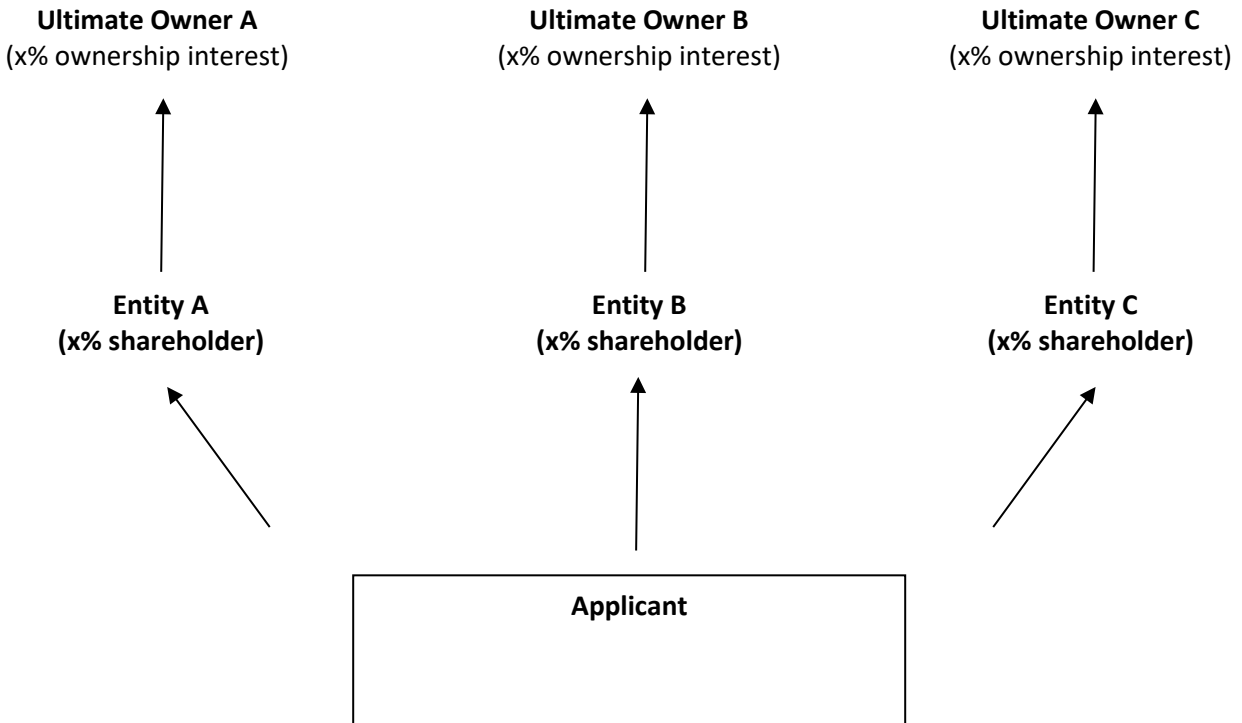 Ultimate Owner A
(x% ownership interest)
Ultimate Owner B
(x% ownership interest)
Ultimate Owner C
(x% ownership interest)
Entity A
(x% shareholder)
Entity B
(x% shareholder)
Entity C
(x% shareholder)
Applicant